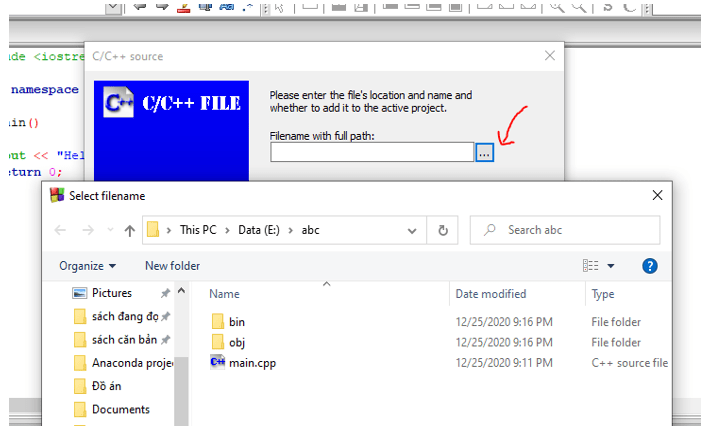 ude <iostre
C/C++ source
namespace
C++
C/C++ FILE
Please enter the file's location and name and
whether to add it to the active project.
ain()
Filename with full path:
...
out << "Hel
eturn 0;
Select filename
This PC > Data (E:) > abc
Search abc
Organize
New folder
?
Pictures
Name
Date modified
Type
sách đang đọ
bin
12/25/2020 9:16 PM
File folder
sách căn bản
obj
12/25/2020 9:16 PM
File folder
Anaconda projec
C++ main.cpp
12/25/2020 9:11 PM
C++ source file
Đồ án
Documents